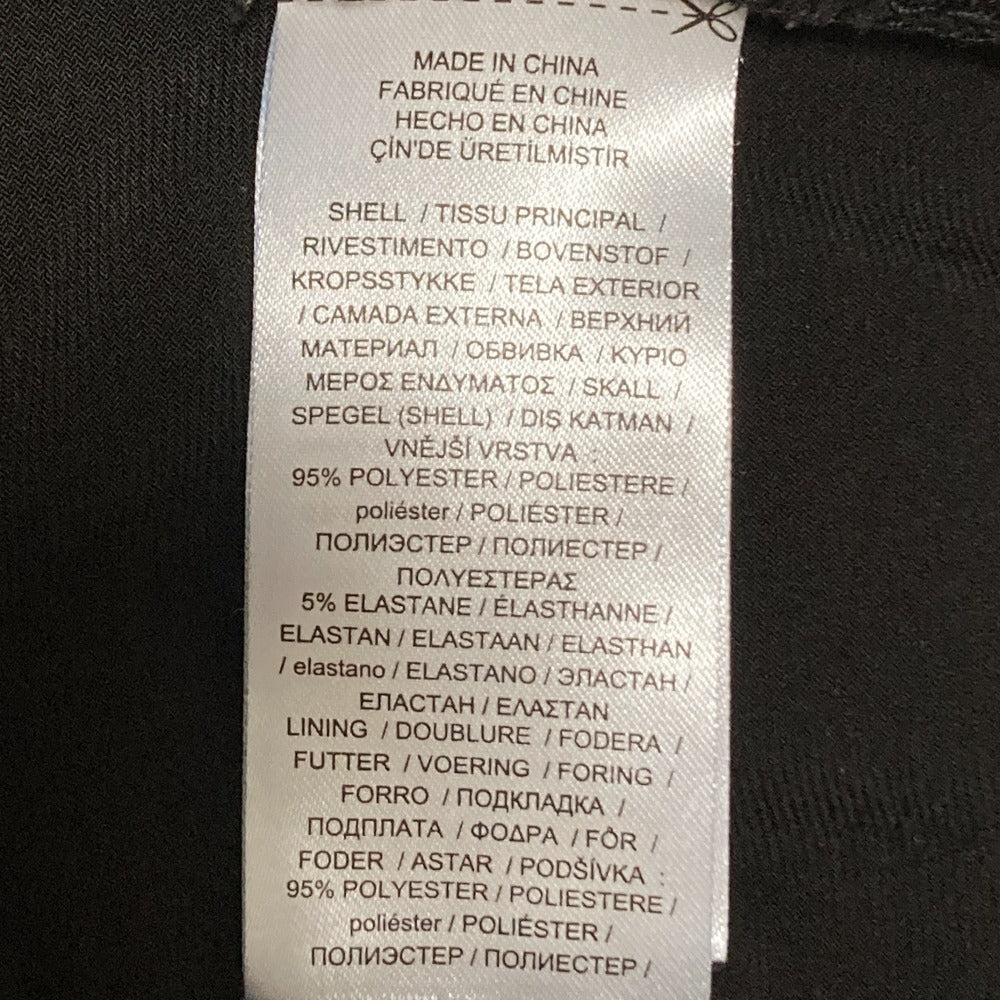 MADE IN CHINA
FABRIQUÉ EN CHINE
HECHO EN CHINA
ÇİN'DE ÜRETİLMİŞTİR
SHELL / TISSU PRINCIPAL /
RIVESTIMENTO / BOVENSTOF /
KROPSSTYKKE / TELA EXTERIOR
/ CAMADA EXTERNA / ВЕРХНИЙ
МАТЕРИАЛ / ОБВИВКА / ΚΥΡΙΟ
ΜΕΡΟΣ ΕΝΔΥΜΑΤΟΣ / SKALL /
SPEGEL (SHELL) / DIŞ KATMAN /
VNĚJŠÍ VRSTVA :
95% POLYESTER / POLIESTERE /
poliéster / POLIÉSTER /
ПОЛИЭСТЕР / ПОЛИЕСТЕР /
ΠΟΛΥΕΣΤΕΡΑΣ
5% ELASTANE / ÉLASTHANNE /
ELASTAN / ELASTAAN / ELASTHAN
/ elastano / ELASTANO / ЭЛАСТАН /
ЕЛАСТАН / ΕΛΑΣΤΑΝ
LINING / DOUBLURE / FODERA /
FUTTER / VOERING / FORING /
FORRO / ПОДКЛАДКА /
ПОДПЛАТА / ΦΟΔΡΑ / FÔR /
FODER / ASTAR / PODŠÍVKA :
95% POLYESTER / POLIESTERE /
poliéster / POLIÉSTER /
ПОЛИЭСТЕР / ПОЛИЕСТЕР /